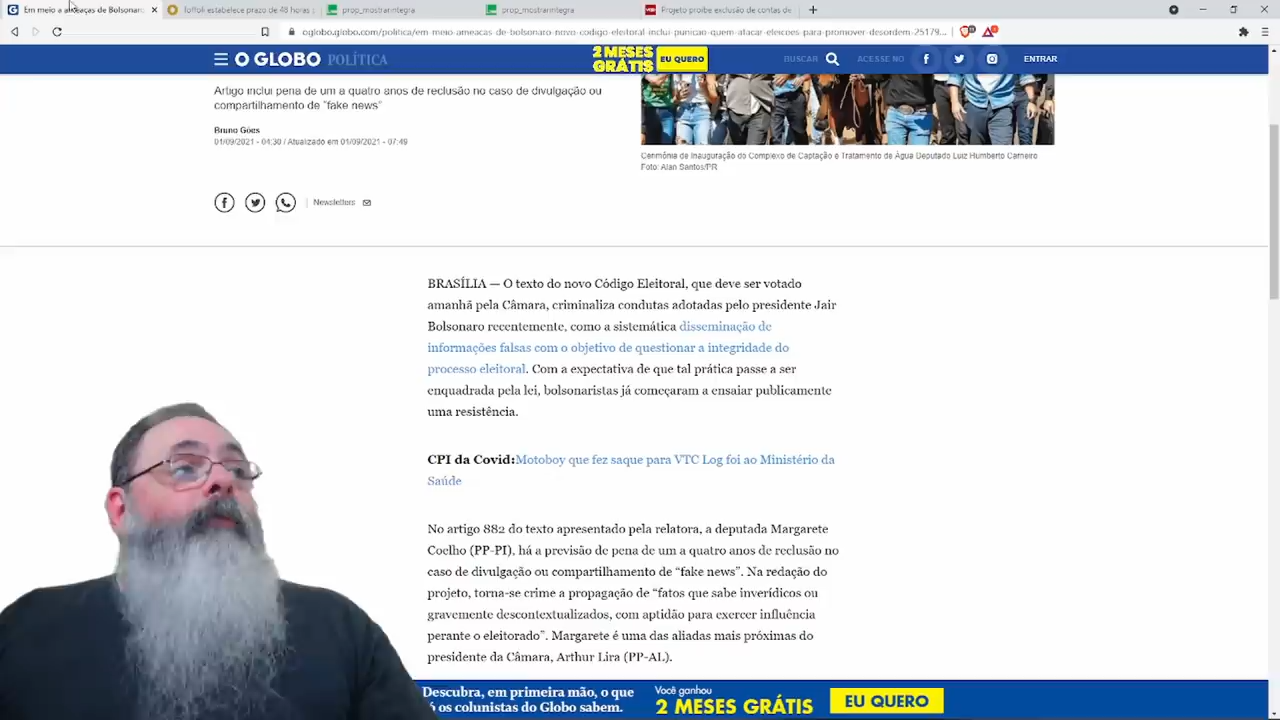 Em meio a ameaças de Bolsonaro
Toffoli estabelece prazo de 48 horas
prop_mostrarintegra
prop_mostrarintegra
Projeto proíbe exclusão de contas de
oglobo.globo.com/politica/em-meio-ameacas-de-bolsonaro-novo-codigo-eleitoral-inclui-punicao-quem-atacar-eleicoes-para-promover-desordem-25179...
O GLOBO POLÍTICA
2 MESES
GRÁTIS
EU QUERO
BUSCAR
ACESSE NO
ENTRAR
Artigo inclui pena de um a quatro anos de reclusão no caso de divulgação ou
compartilhamento de "fake news"
Bruno Góes
01/09/2021 - 04:30 / Atualizado em 01/09/2021 - 07:49
Newsletters
Cerimônia de Inauguração do Complexo de Captação e Tratamento de Água Deputado Luiz Humberto Carneiro
Foto: Alan Santos/PR
BRASÍLIA — O texto do novo Código Eleitoral, que deve ser votado
amanhã pela Câmara, criminaliza condutas adotadas pelo presidente Jair
Bolsonaro recentemente, como a sistemática disseminação de
informações falsas com o objetivo de questionar a integridade do
processo eleitoral. Com a expectativa de que tal prática passe a ser
enquadrada pela lei, bolsonaristas já começaram a ensaiar publicamente
uma resistência.
CPI da Covid:Motoboy que fez saque para VTC Log foi ao Ministério da
Saúde
No artigo 882 do texto apresentado pela relatora, a deputada Margarete
Coelho (PP-PI), há a previsão de pena de um a quatro anos de reclusão no
caso de divulgação ou compartilhamento de “fake news”. Na redação do
projeto, torna-se crime a propagação de “fatos que sabe inverídicos ou
gravemente descontextualizados, com aptidão para exercer influência
perante o eleitorado”. Margarete é uma das aliadas mais próximas do
presidente da Câmara, Arthur Lira (PP-AL).
Descubra, em primeira mão, o que
ó os colunistas do Globo sabem.
Você ganhou
2 MESES GRÁTIS
EU QUERO